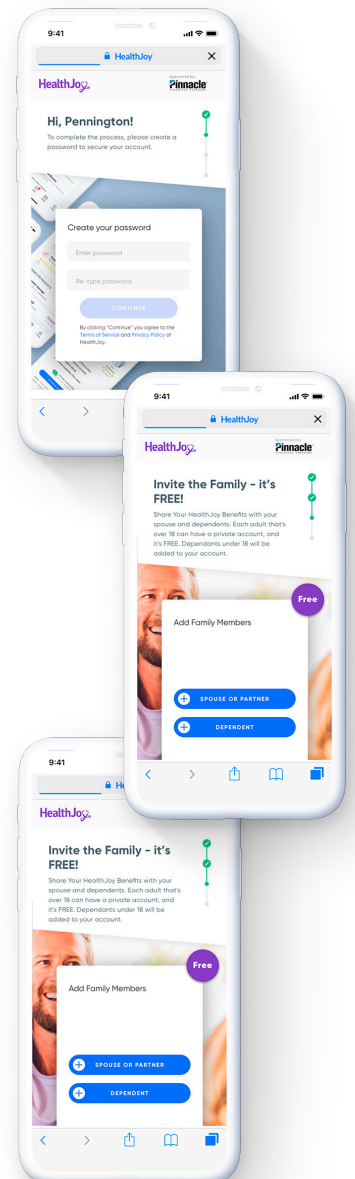 9:41
HealthJoy
HealthJoy
Sponsored by
Pinnacle
Hi, Pennington!
To complete the process, please create a
password to secure your account.
Create your password
Enter password
Re-type password
CONTINUE
By clicking "Continue" you agree to the
Terms of Service and Privacy Policy of
HealthJoy.
9:41
HealthJoy
HealthJoy
Sponsored by
Pinnacle
Invite the Family - it's
FREE!
Share Your HealthJoy Benefits with your
spouse and dependents. Each adult that's
over 18 can have a private account, and
it's FREE. Dependants under 18 will be
added to your account.
Free
Add Family Members
SPOUSE OR PARTNER
DEPENDENT
9:41
He
HealthJoy
Invite the Family - it's
FREE!
Share Your HealthJoy Benefits with your
spouse and dependents. Each adult that's
over 18 can have a private account, and
it's FREE. Dependants under 18 will be
added to your account.
Free
Add Family Members
SPOUSE OR PARTNER
DEPENDENT